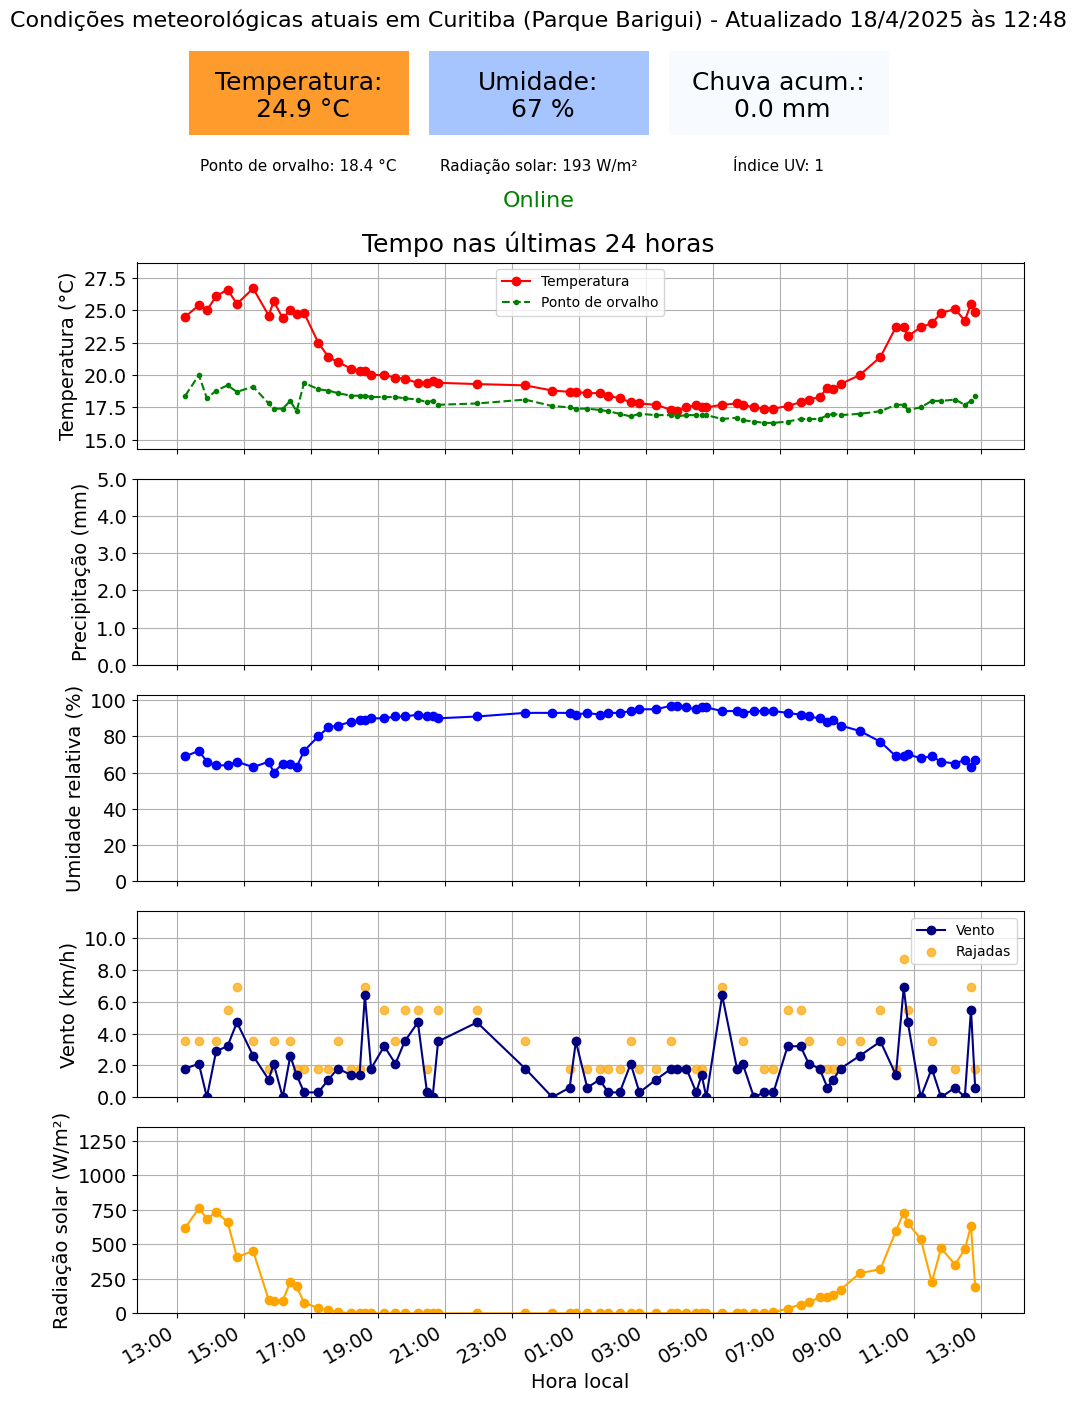 Condições meteorológicas atuais em Curitiba (Parque Barigui) - Atualizado 18/4/2025 às 12:48
Temperatura:
24.9 °C
Umidade:
67 %
Chuva acum.:
0.0 mm
Ponto de orvalho: 18.4 °C
Radiação solar: 193 W/m²
Índice UV: 1
Online
Tempo nas últimas 24 horas
Temperatura (°C)
27.5
25.0
22.5
20.0
17.5
15.0
Temperatura
Ponto de orvalho
Precipitação (mm)
5.0
4.0
3.0
2.0
1.0
0.0
Umidade relativa (%)
100
80
60
40
20
0
Vento (km/h)
10.0
8.0
6.0
4.0
2.0
0.0
Vento
Rajadas
Radiação solar (W/m²)
1250
1000
750
500
250
0
13:00
15:00
17:00
19:00
21:00
23:00
01:00
03:00
05:00
07:00
09:00
11:00
13:00
Hora local